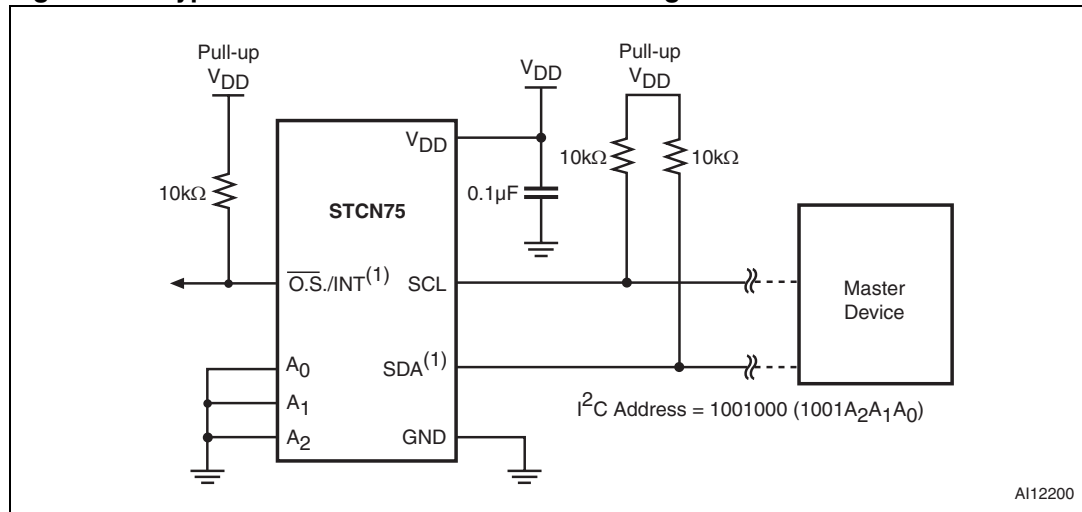 Pull-up
VDD
10kΩ
VDD
STCN75
O.S./INT(1)
SCL
A0
SDA(1)
A1
A2
GND
VDD
0.1µF
Pull-up
VDD
10kΩ
10kΩ
Master
Device
I2C Address = 1001000 (1001A2A1A0)
AI12200